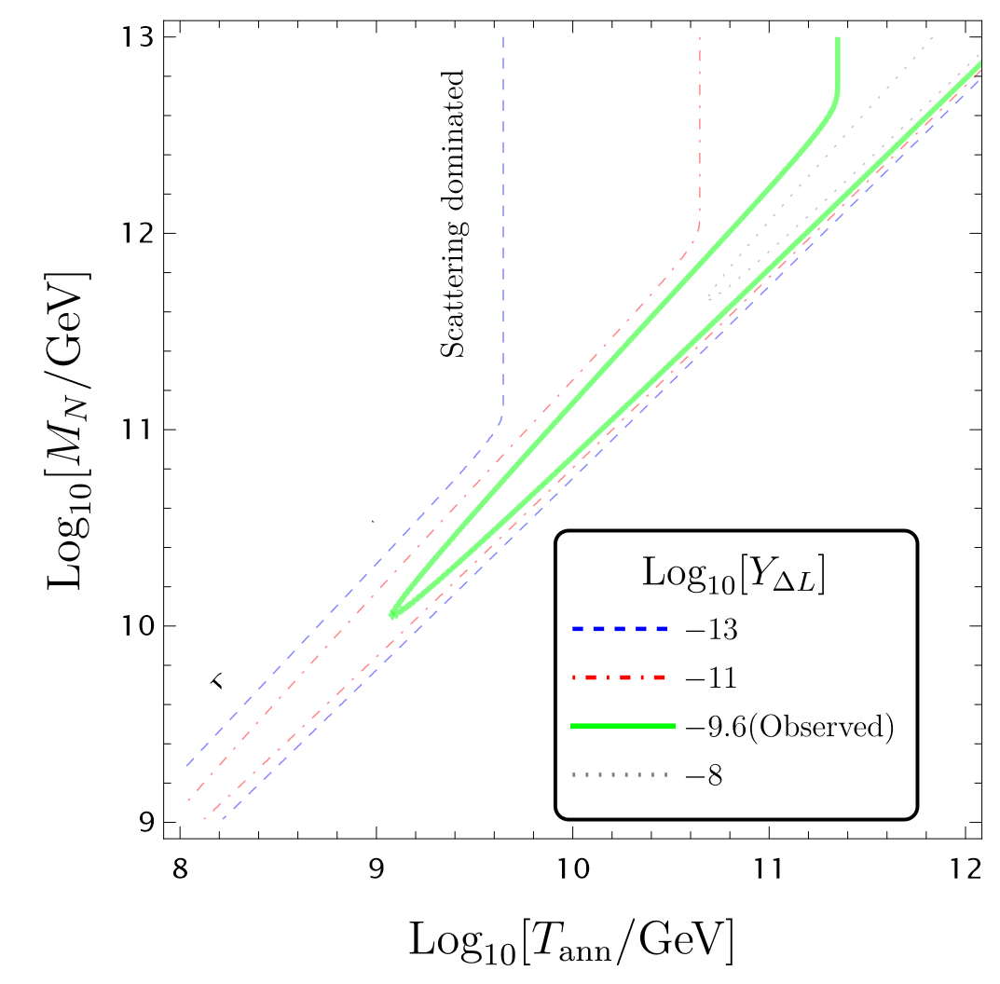 13
12
11
10
9
Log10[MN/GeV]
Scattering dominated
r
Log10[YΔL]
−13
−11
−9.6(Observed)
−8
8 9 10 11 12
Log10[Tann/GeV]